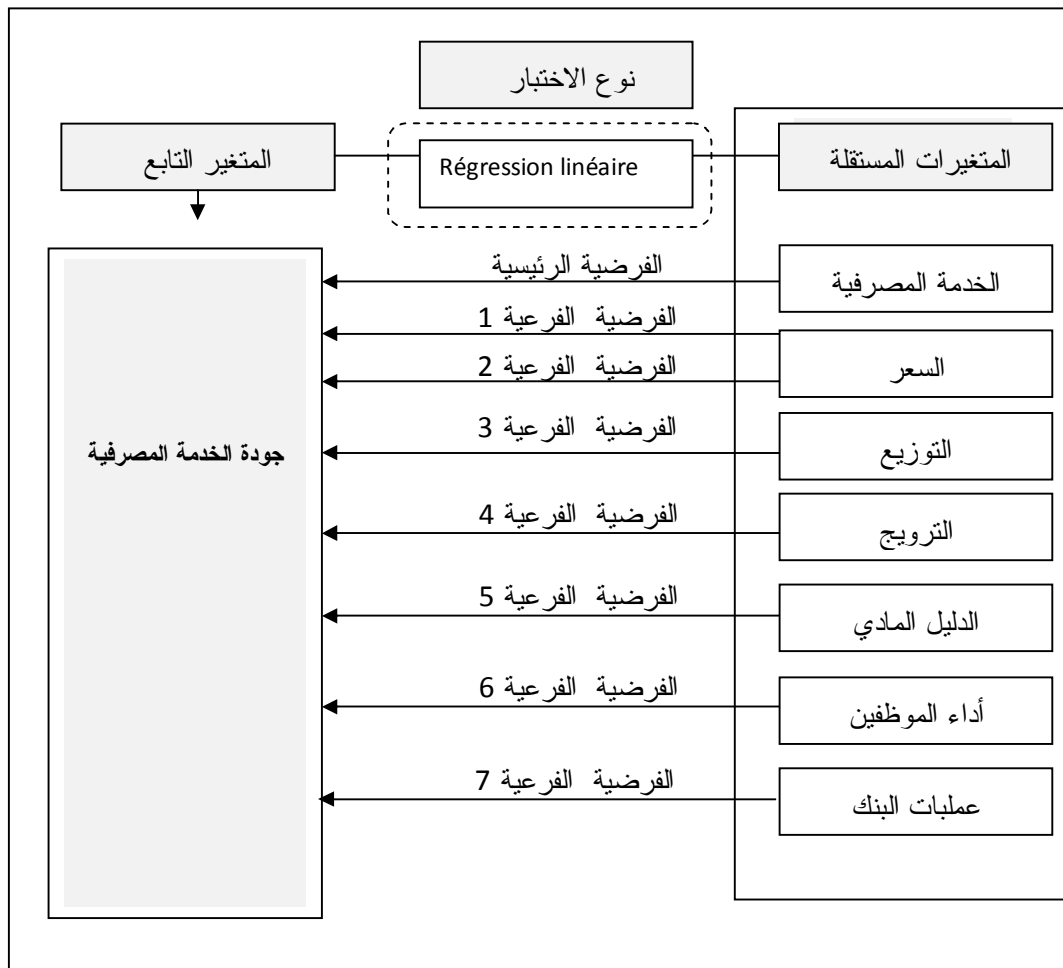 نوع الاختبار
المتغيرات المستقلة
Régression linéaire
المتغير التابع
الفرضية الرئيسية
الخدمة المصرفية
الفرضية الفرعية 1
السعر
الفرضية الفرعية 2
الفرضية الفرعية 3
التوزيع
جودة الخدمة المصرفية
الفرضية الفرعية 4
الترويج
الفرضية الفرعية 5
الدليل المادي
الفرضية الفرعية 6
أداء الموظفين
الفرضية الفرعية 7
عملبات البنك